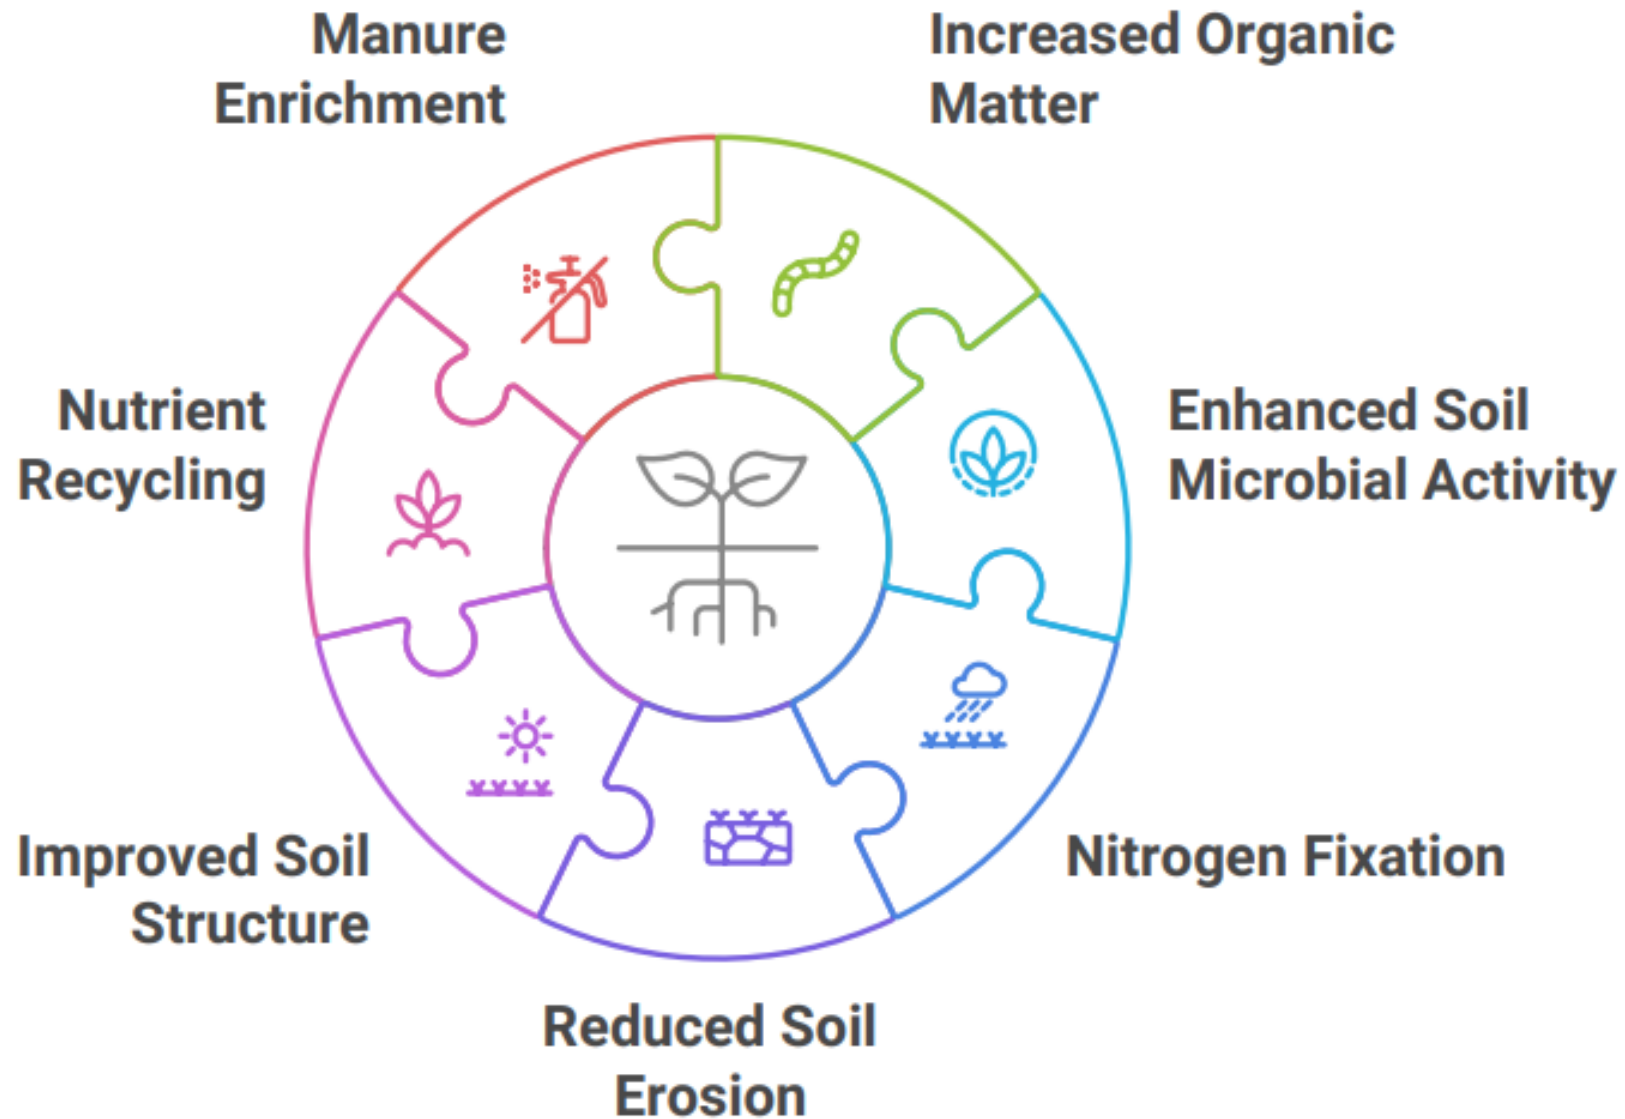 Manure
Enrichment
Increased Organic
Matter
Nutrient
Recycling
Enhanced Soil
Microbial Activity
Improved Soil
Structure
Nitrogen Fixation
Reduced Soil
Erosion